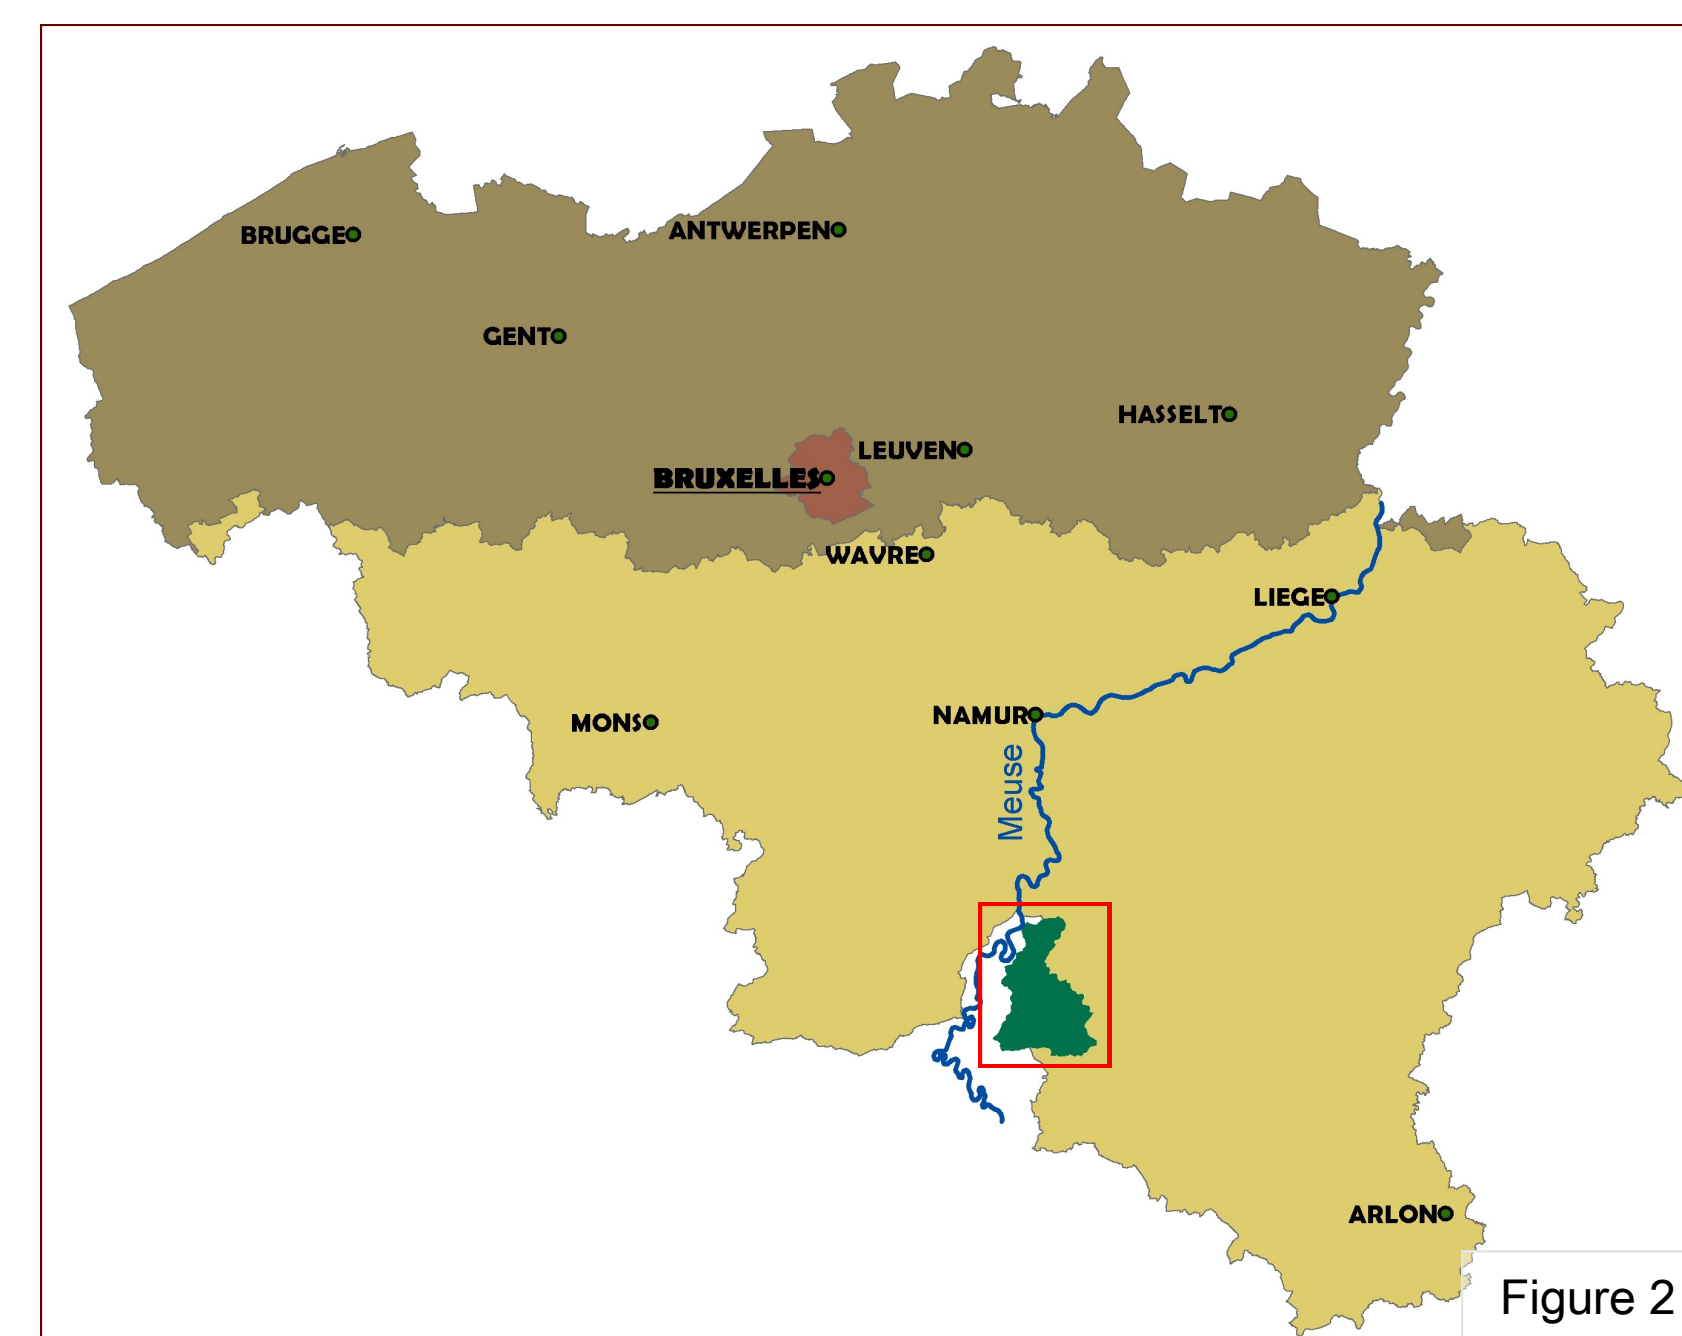 BRUGGE
ANTWERPEN
GENT
HASSELT
LEUVEN
BRUXELLES
WAVRE
LIEGE
NAMUR
MONS
Meuse
ARLON
Figure 2